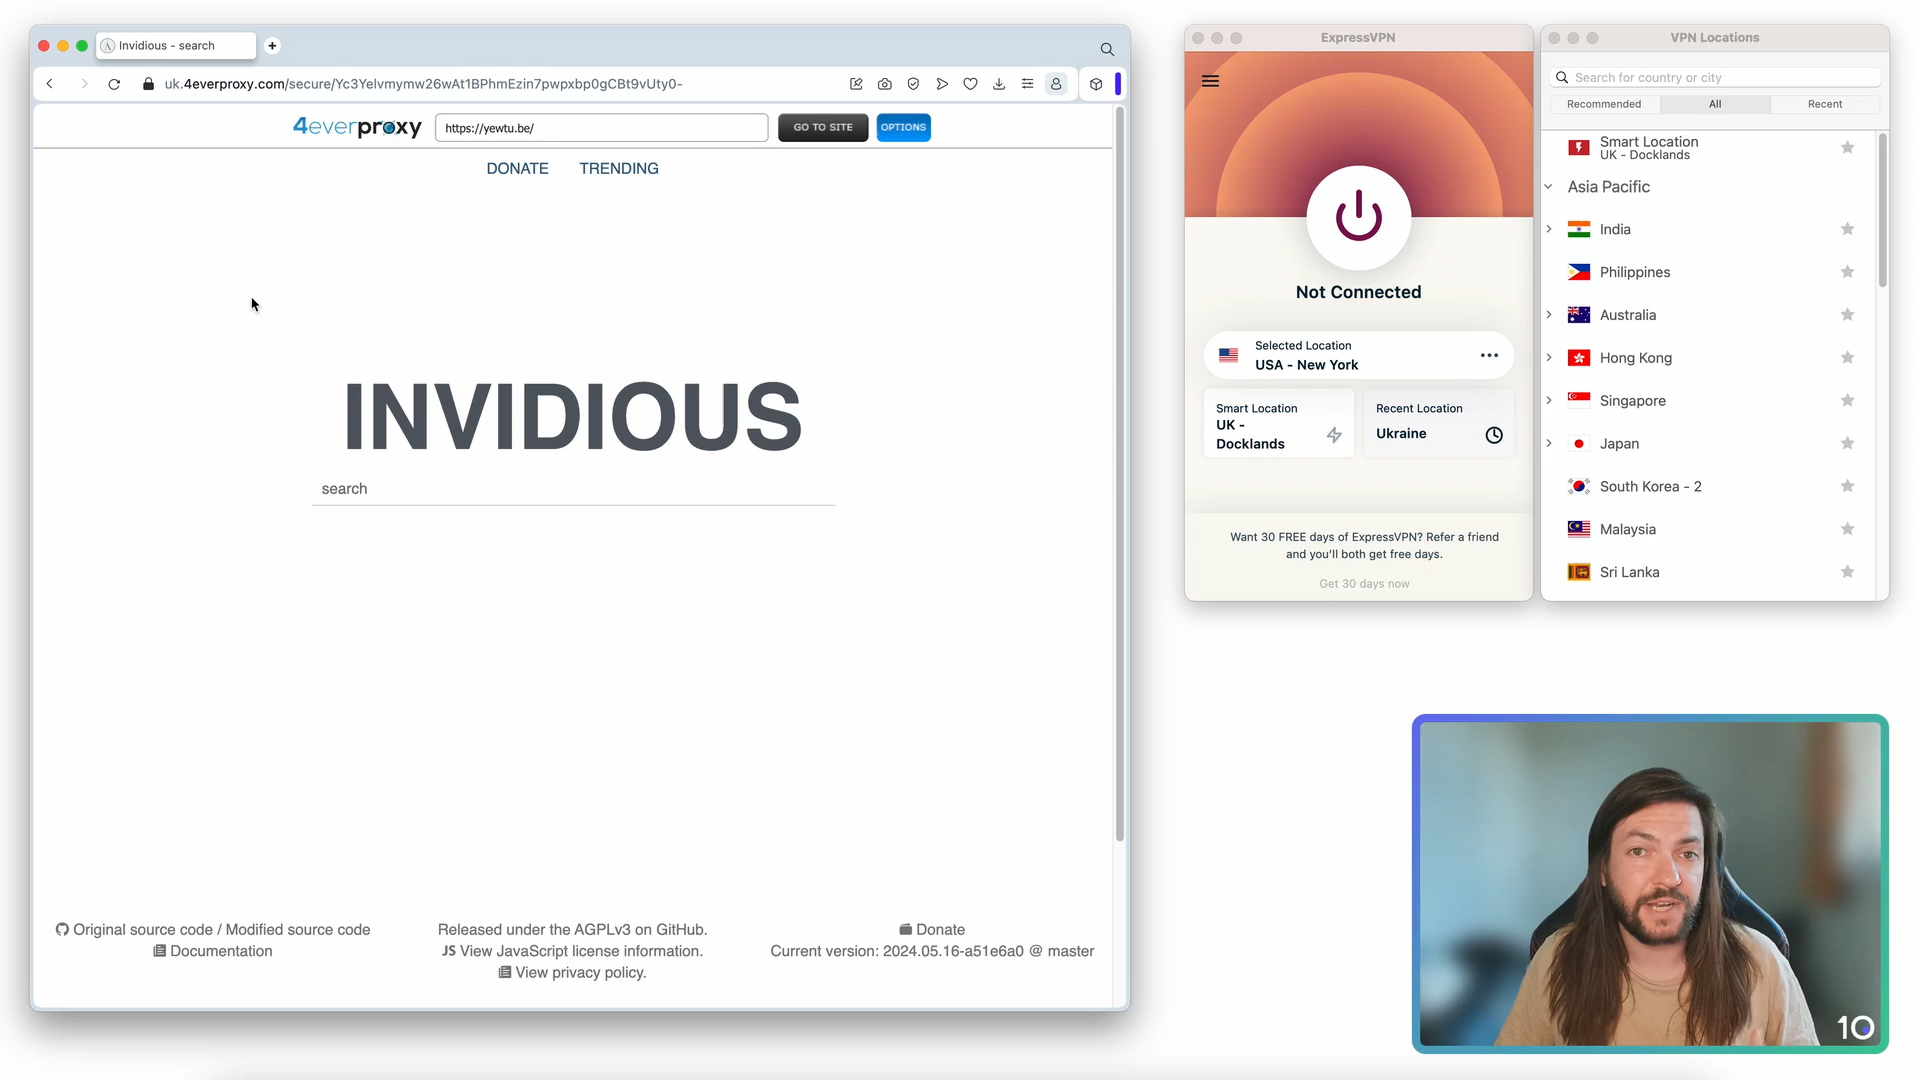 Invidious - search
uk.4everproxy.com/secure/Yc3Yelvmymw26wAt1BPhmEzin7pwpxbp0gCBt9vUty0-
4everproxy
https://yewtu.be/
GO TO SITE
OPTIONS
DONATE
TRENDING
INVIDIOUS
search
Original source code / Modified source code
Documentation
Released under the AGPLv3 on GitHub.
JS View JavaScript license information.
View privacy policy.
Donate
Current version: 2024.05.16-a51e6a0 @ master
ExpressVPN
Not Connected
Selected Location
USA - New York
Smart Location
UK -
Docklands
Recent Location
Ukraine
Want 30 FREE days of ExpressVPN? Refer a friend
and you'll both get free days.
Get 30 days now
VPN Locations
Search for country or city
Recommended
All
Recent
Smart Location
UK - Docklands
Asia Pacific
India
Philippines
Australia
Hong Kong
Singapore
Japan
South Korea - 2
Malaysia
Sri Lanka
10